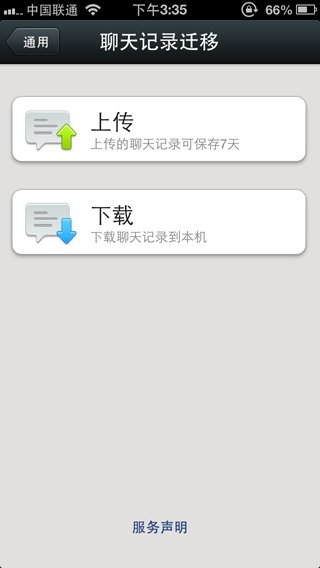 中国联通 下午3:35 66%
通用 聊天记录迁移
上传
上传的聊天记录可保存7天
下载
下载聊天记录到本机
服务声明